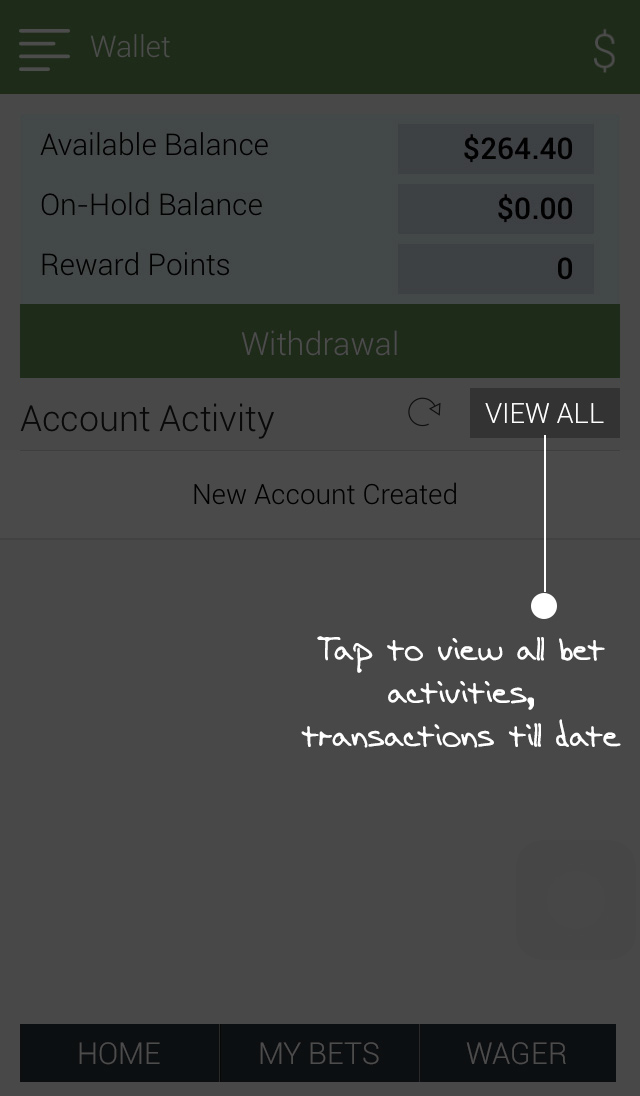 Wallet $
Available Balance $264.40
On-Hold Balance $0.00
Reward Points 0
Withdrawal
Account Activity VIEW ALL
New Account Created
Tap to view all bet
activities,
transactions till date
HOME MY BETS WAGER